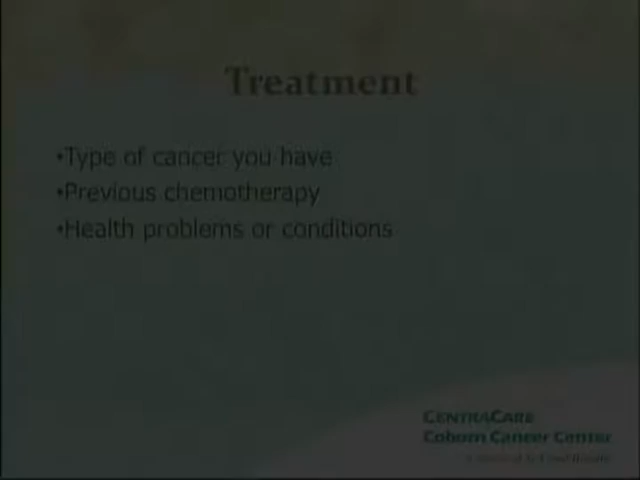 Treatment
•Type of cancer you have
•Previous chemotherapy
•Health problems or conditions
CENTRACARE
Coborn Cancer Center